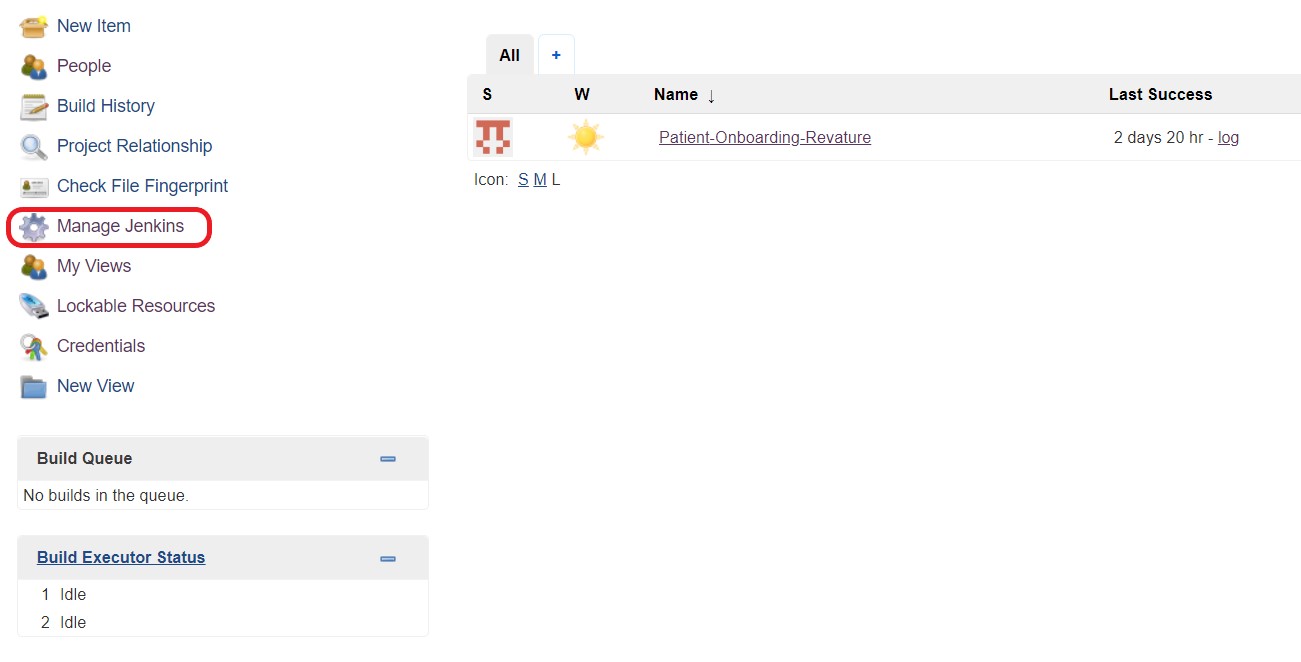 New Item
People
Build History
Project Relationship
Check File Fingerprint
Manage Jenkins
My Views
Lockable Resources
Credentials
New View
Build Queue
No builds in the queue.
Build Executor Status
1 Idle
2 Idle
All +
S W Name ↓ Last Success
Patient-Onboarding-Revature 2 days 20 hr - log
Icon: S M L